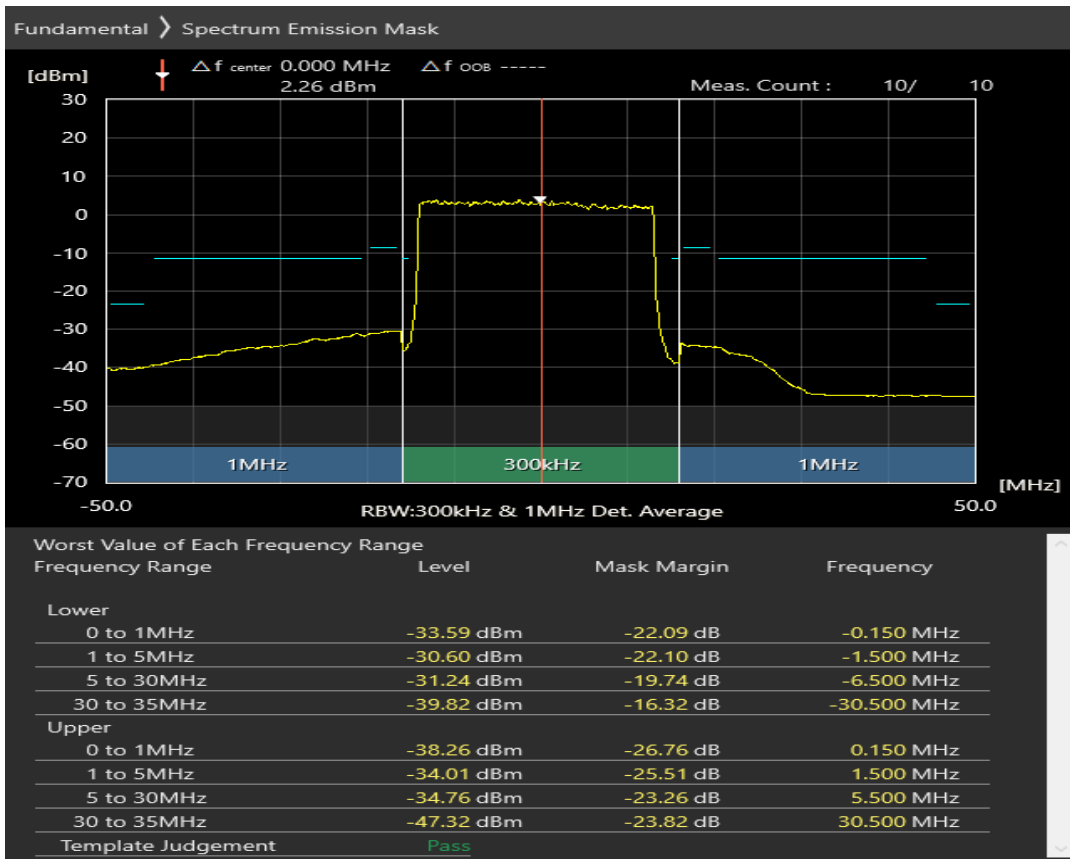 Fundamental 》 Spectrum Emission Mask
[dBm]
△f center 0.000 MHz △f OOB -----
2.26 dBm
Meas. Count : 10/ 10
30
20
10
0
-10
-20
-30
-40
-50
-60
-70
1MHz 300kHz 1MHz
[MHz]
-50.0 RBW:300kHz & 1MHz Det. Average 50.0
Worst Value of Each Frequency Range
Frequency Range Level Mask Margin Frequency
Lower
0 to 1MHz -33.59 dBm -22.09 dB -0.150 MHz
1 to 5MHz -30.60 dBm -22.10 dB -1.500 MHz
5 to 30MHz -31.24 dBm -19.74 dB -6.500 MHz
30 to 35MHz -39.82 dBm -16.32 dB -30.500 MHz
Upper
0 to 1MHz -38.26 dBm -26.76 dB 0.150 MHz
1 to 5MHz -34.01 dBm -25.51 dB 1.500 MHz
5 to 30MHz -34.76 dBm -23.26 dB 5.500 MHz
30 to 35MHz -47.32 dBm -23.82 dB 30.500 MHz
Template Judgement Pass